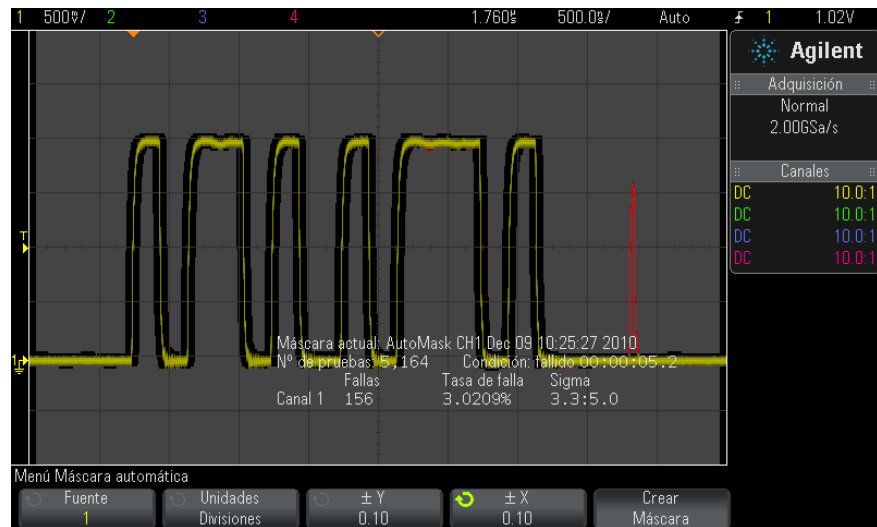 1 500♥/ 2 3 4 1.760s 500.0s/ Auto 1 1.02V
Agilent
Adquisición
Normal
2.00GSa/s
Canales
DC 10.0:1
DC 10.0:1
DC 10.0:1
DC 10.0:1
T
1
Máscara actual: AutoMask CH1 Dec 09 10:25:27 2010
Nº de pruebas: 5,164 Condición: fallido 00:00:05.2
Fallas Tasa de falla Sigma
Canal 1 156 3.0209% 3.3:5.0
Menú Máscara automática
Fuente Unidades ± Y ± X Crear
1 Divisiones 0.10 0.10 Máscara